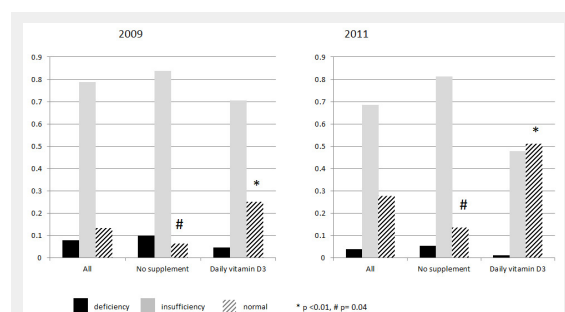 2009
2011
0.9
0.8
0.7
0.6
0.5
0.4
0.3
0.2
0.1
0
#
*
All
No supplement
Daily vitamin D3
0.9
0.8
0.7
0.6
0.5
0.4
0.3
0.2
0.1
0
#
*
All
No supplement
Daily vitamin D3
deficiency
insufficiency
normal
* p <0.01, # p= 0.04